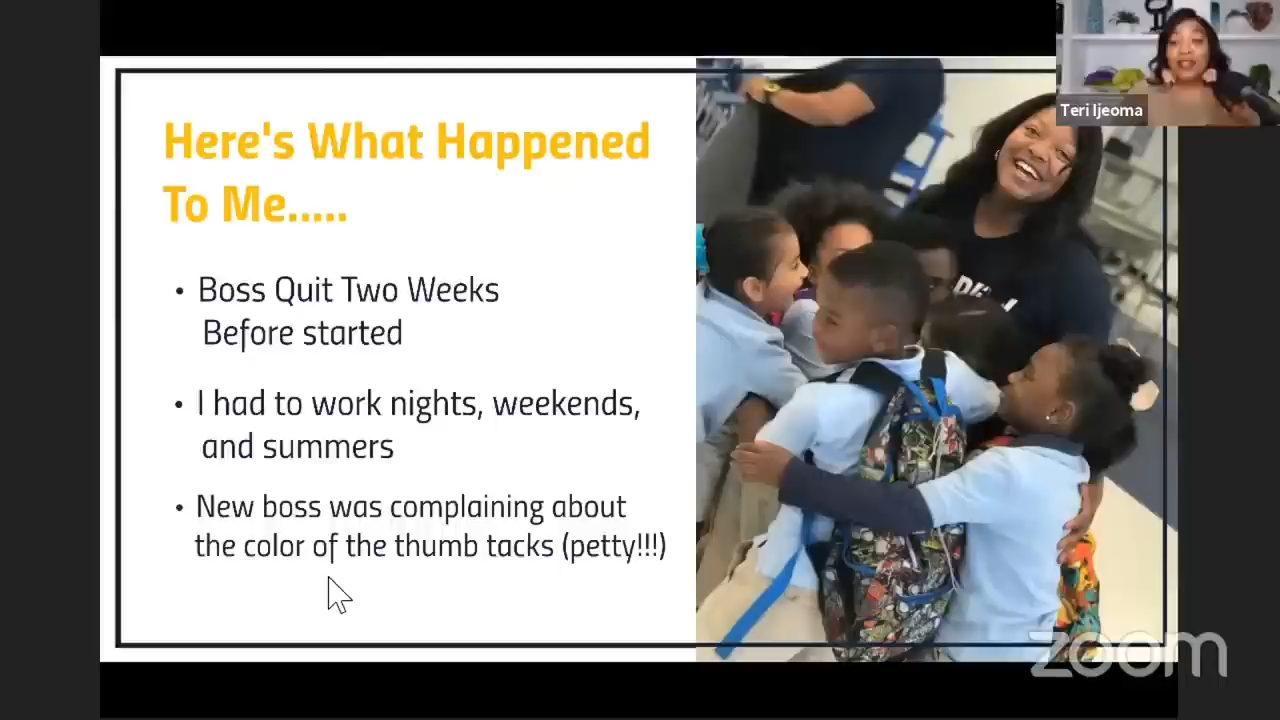 Here's What Happened
To Me.....
• Boss Quit Two Weeks
Before started
• I had to work nights, weekends,
and summers
• New boss was complaining about
the color of the thumb tacks (petty!!!)
Teri Ijeoma
zoom